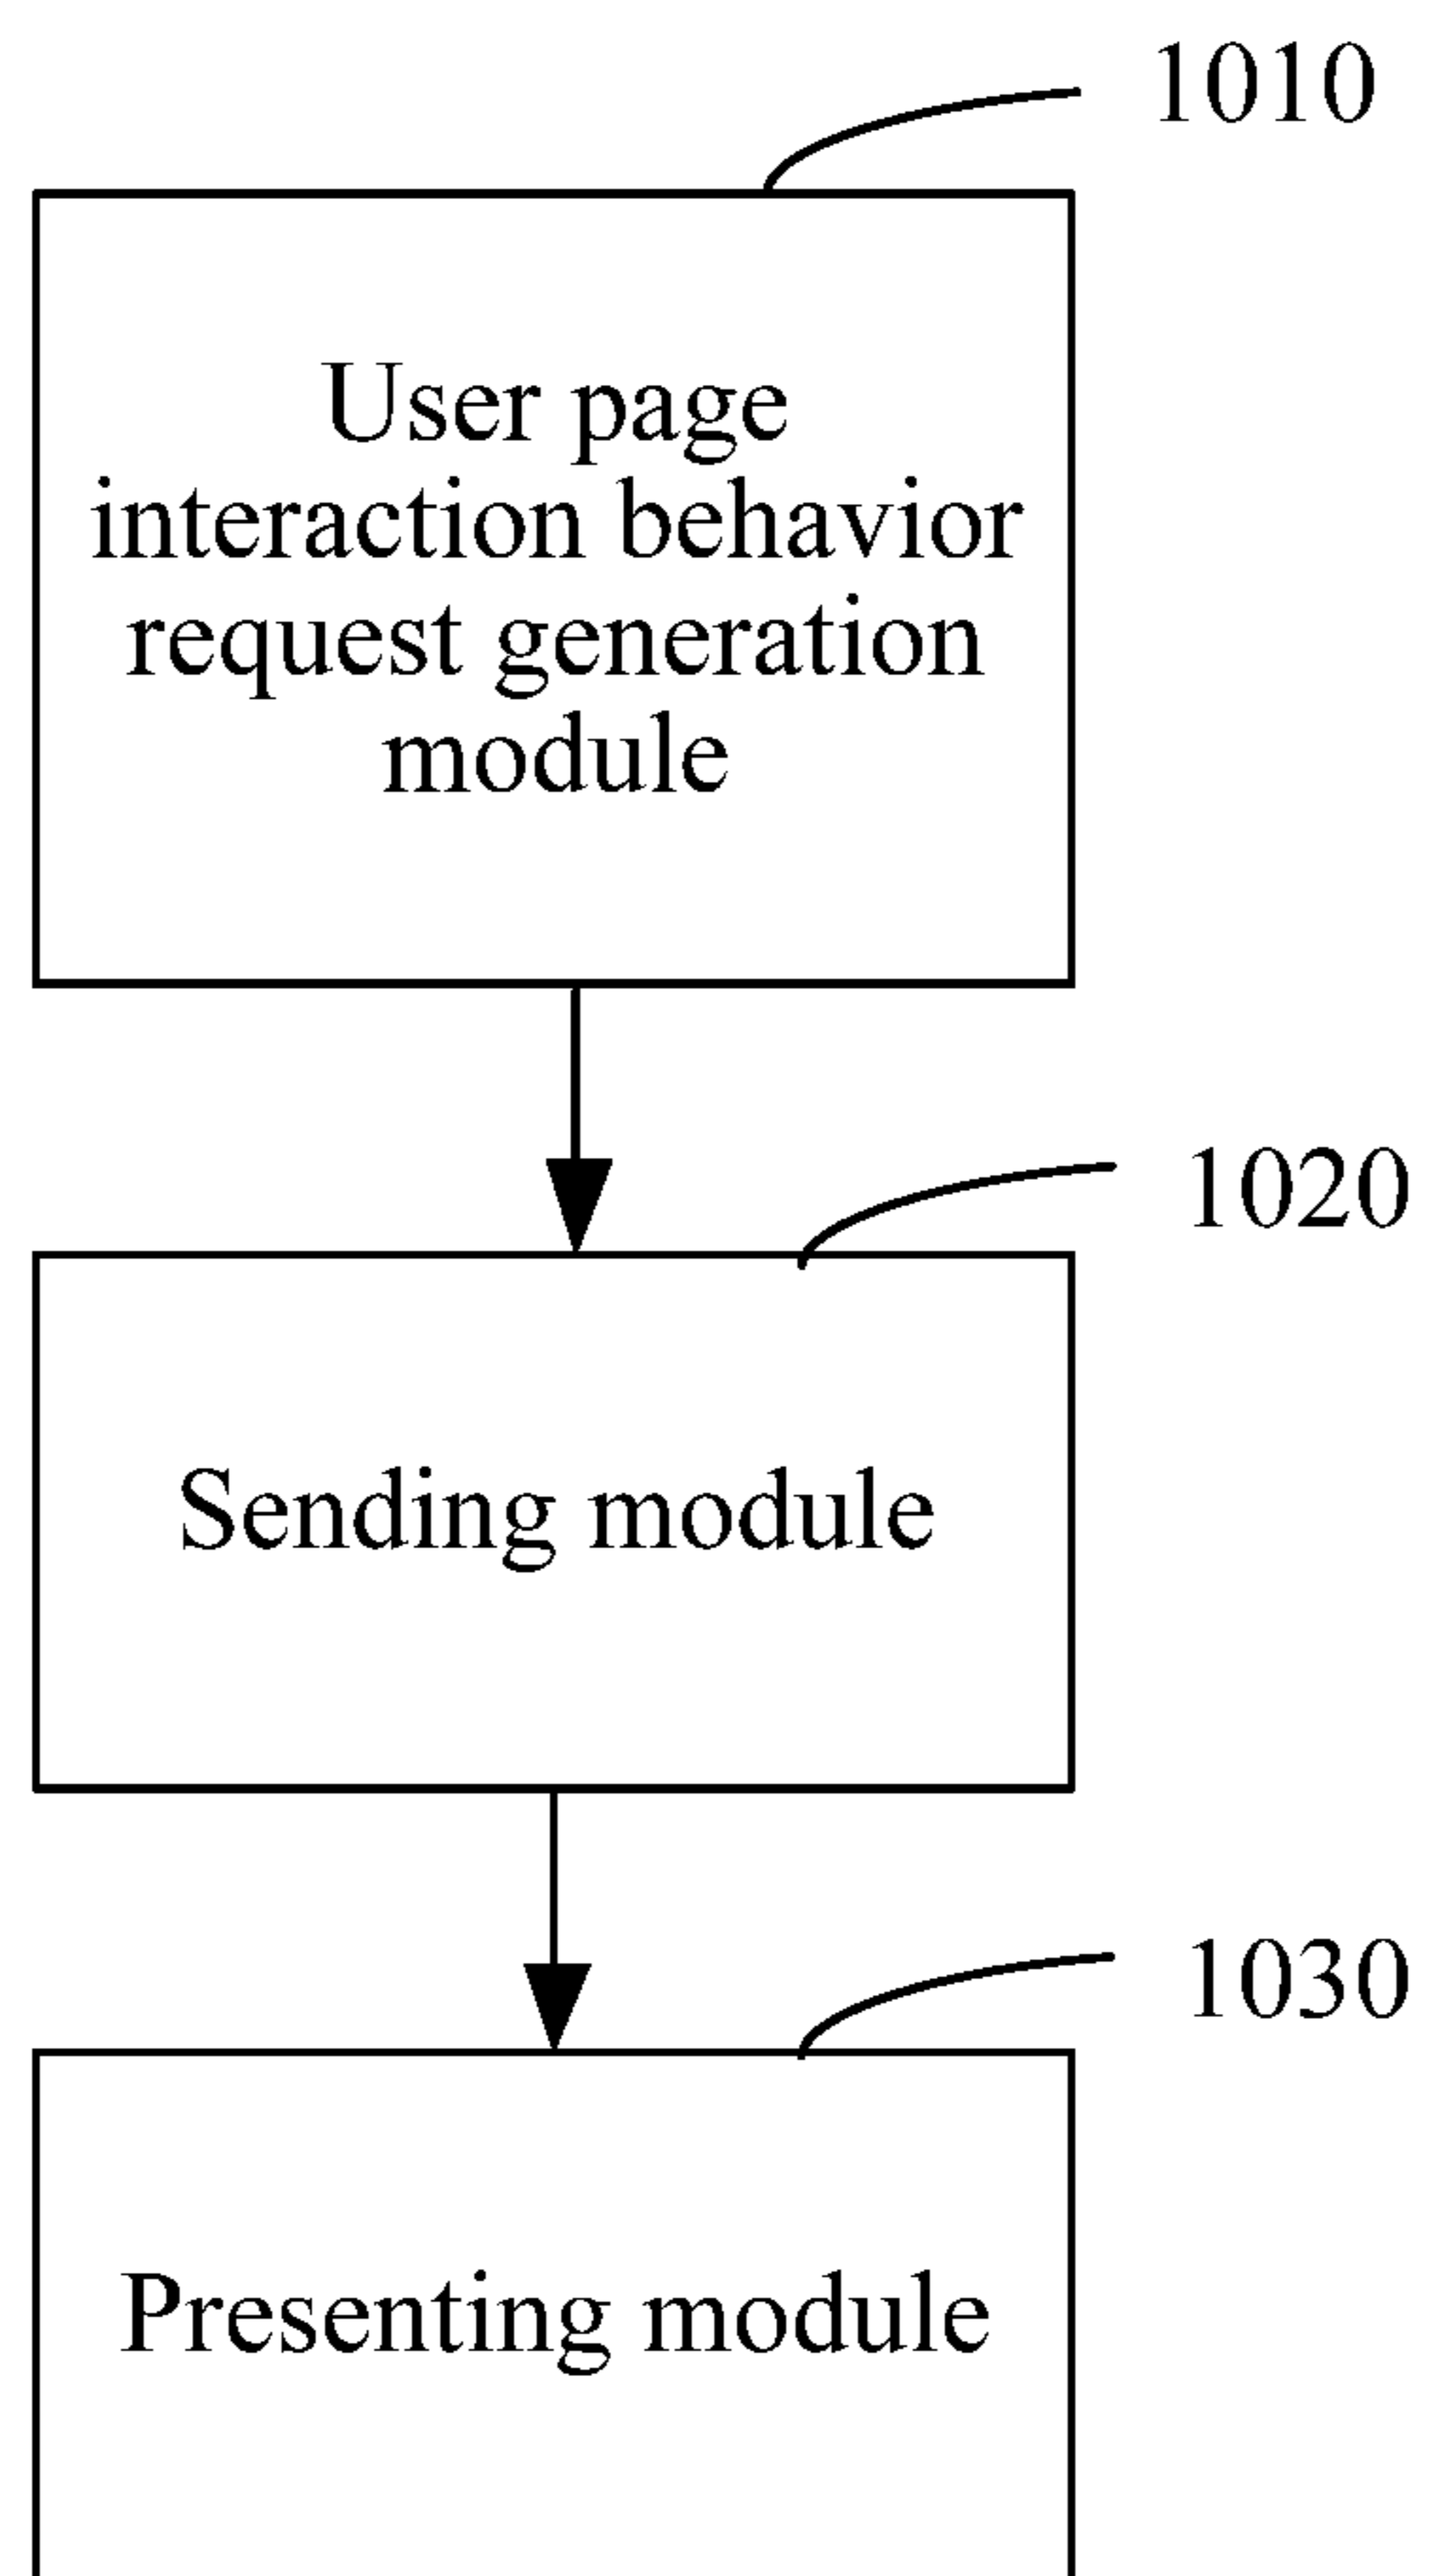 1010
User page
interaction behavior
request generation
module
1020
Sending module
1030
Presenting module